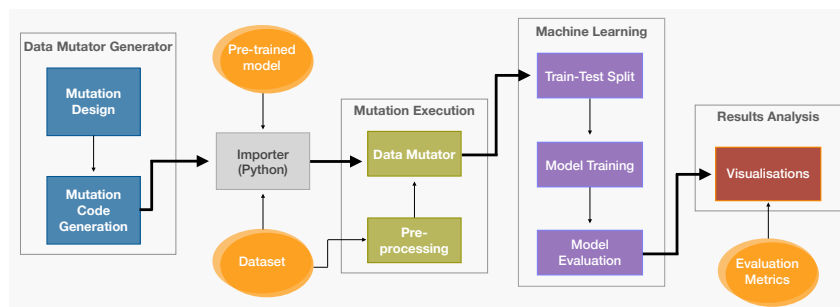 Data Mutator Generator
Mutation
Design
Mutation
Code
Generation
Pre-trained
model
Importer
(Python)
Dataset
Mutation Execution
Data Mutator
Pre-
processing
Machine Learning
Train-Test Split
Model Training
Model
Evaluation
Results Analysis
Visualisations
Evaluation
Metrics